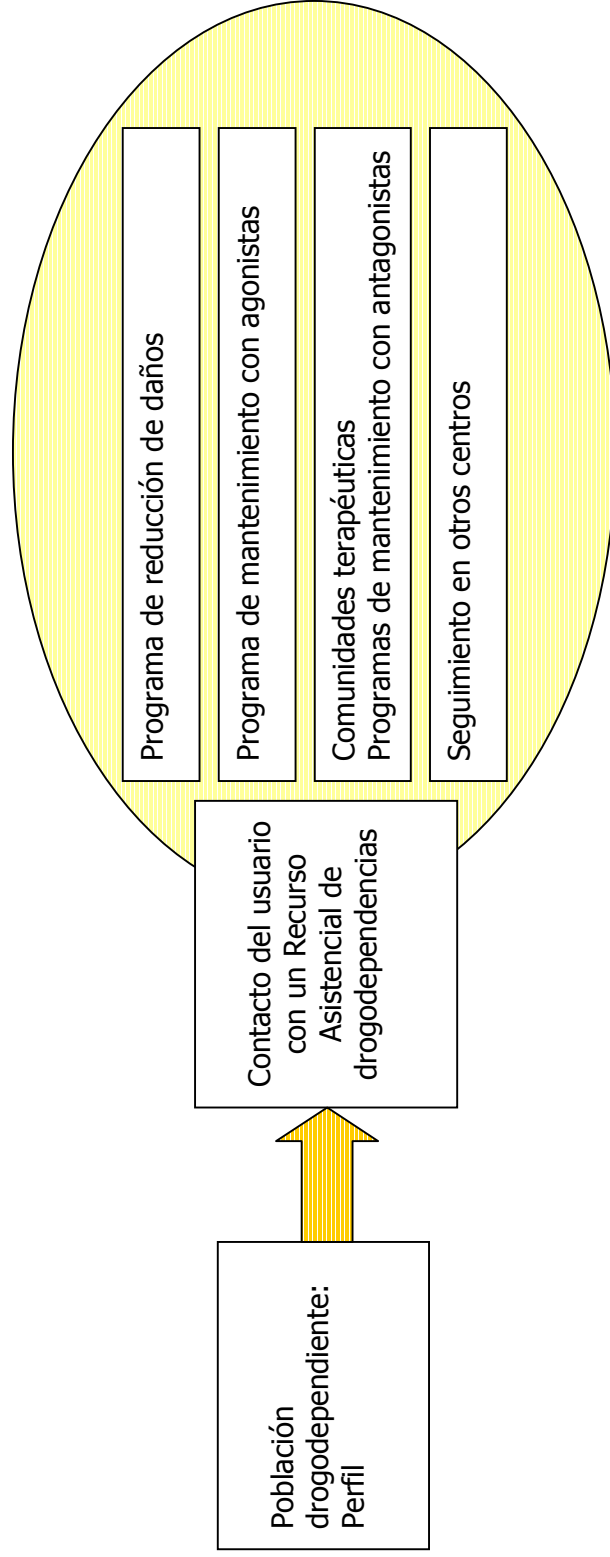 Población
drogodependiente:
Perfil
Contacto del usuario
con un Recurso
Asistencial de
drogodependencias
Programa de reducción de daños
Programa de mantenimiento con agonistas
Comunidades terapéuticas
Programas de mantenimiento con antagonistas
Seguimiento en otros centros